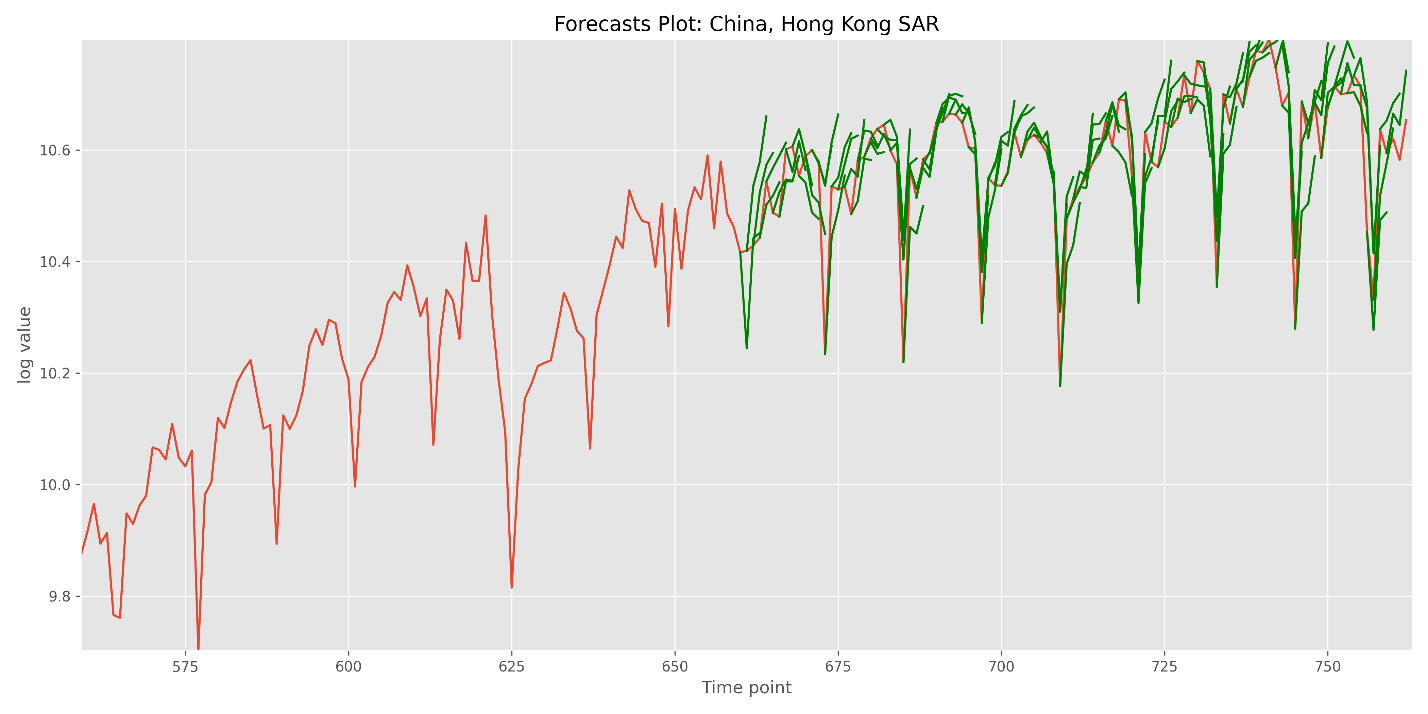 Forecasts Plot: China, Hong Kong SAR
log value
10.6
10.4
10.2
10.0
9.8
575 600 625 650 675 700 725 750
Time point